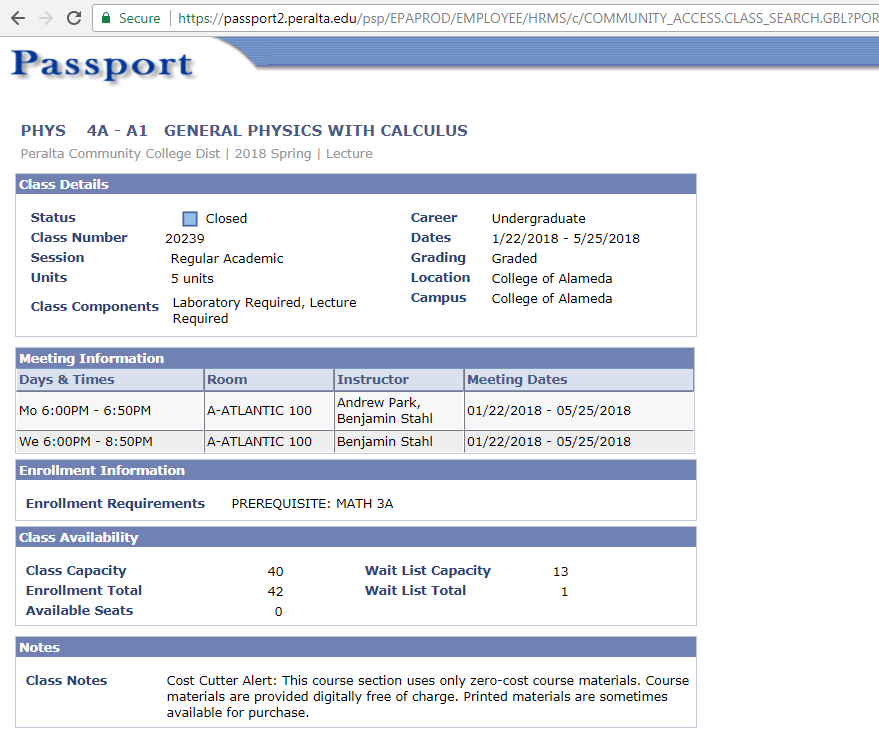 Secure | https://passport2.peralta.edu/psp/EPAPROD/EMPLOYEE/HRMS/c/COMMUNITY_ACCESS.CLASS_SEARCH.GBL?POR
Passport
PHYS 4A - A1 GENERAL PHYSICS WITH CALCULUS
Peralta Community College Dist | 2018 Spring | Lecture
Class Details
Status Closed Career Undergraduate
Class Number 20239 Dates 1/22/2018 - 5/25/2018
Session Regular Academic Grading Graded
Units 5 units Location College of Alameda
Class Components Laboratory Required, Lecture Required Campus College of Alameda
Meeting Information
Days & Times Room Instructor Meeting Dates
Mo 6:00PM - 6:50PM A-ATLANTIC 100 Andrew Park, Benjamin Stahl 01/22/2018 - 05/25/2018
We 6:00PM - 8:50PM A-ATLANTIC 100 Benjamin Stahl 01/22/2018 - 05/25/2018
Enrollment Information
Enrollment Requirements PREREQUISITE: MATH 3A
Class Availability
Class Capacity 40 Wait List Capacity 13
Enrollment Total 42 Wait List Total 1
Available Seats 0
Notes
Class Notes Cost Cutter Alert: This course section uses only zero-cost course materials. Course
materials are provided digitally free of charge. Printed materials are sometimes
available for purchase.